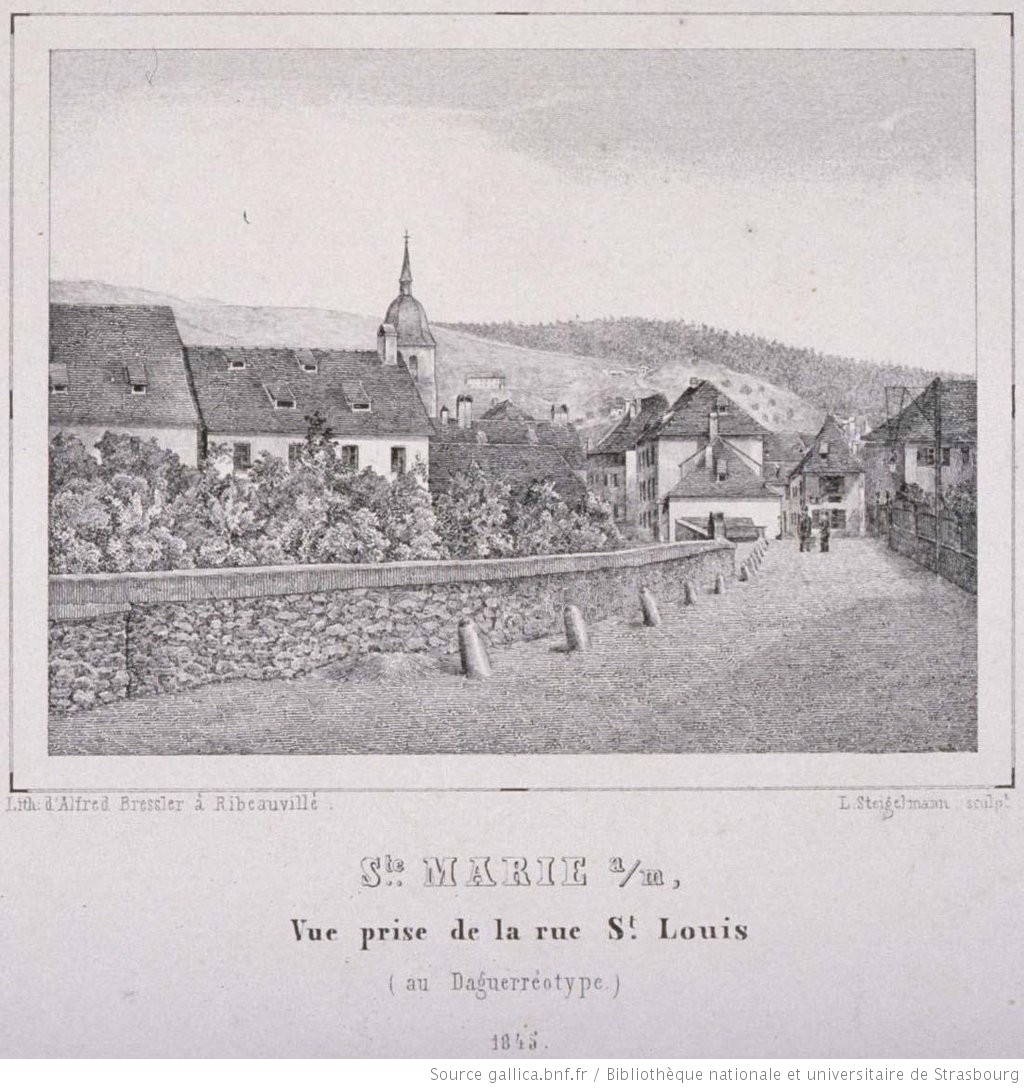 Lith: d'Alfred Bressler à Ribeauvillé.
L. Steigelmann, sculpt.
Ste. MARIE a/m,
Vue prise de la rue St. Louis
( au Daguerréotype. )
1845.
Source gallica.bnf.fr / Bibliothèque nationale et universitaire de Strasbourg